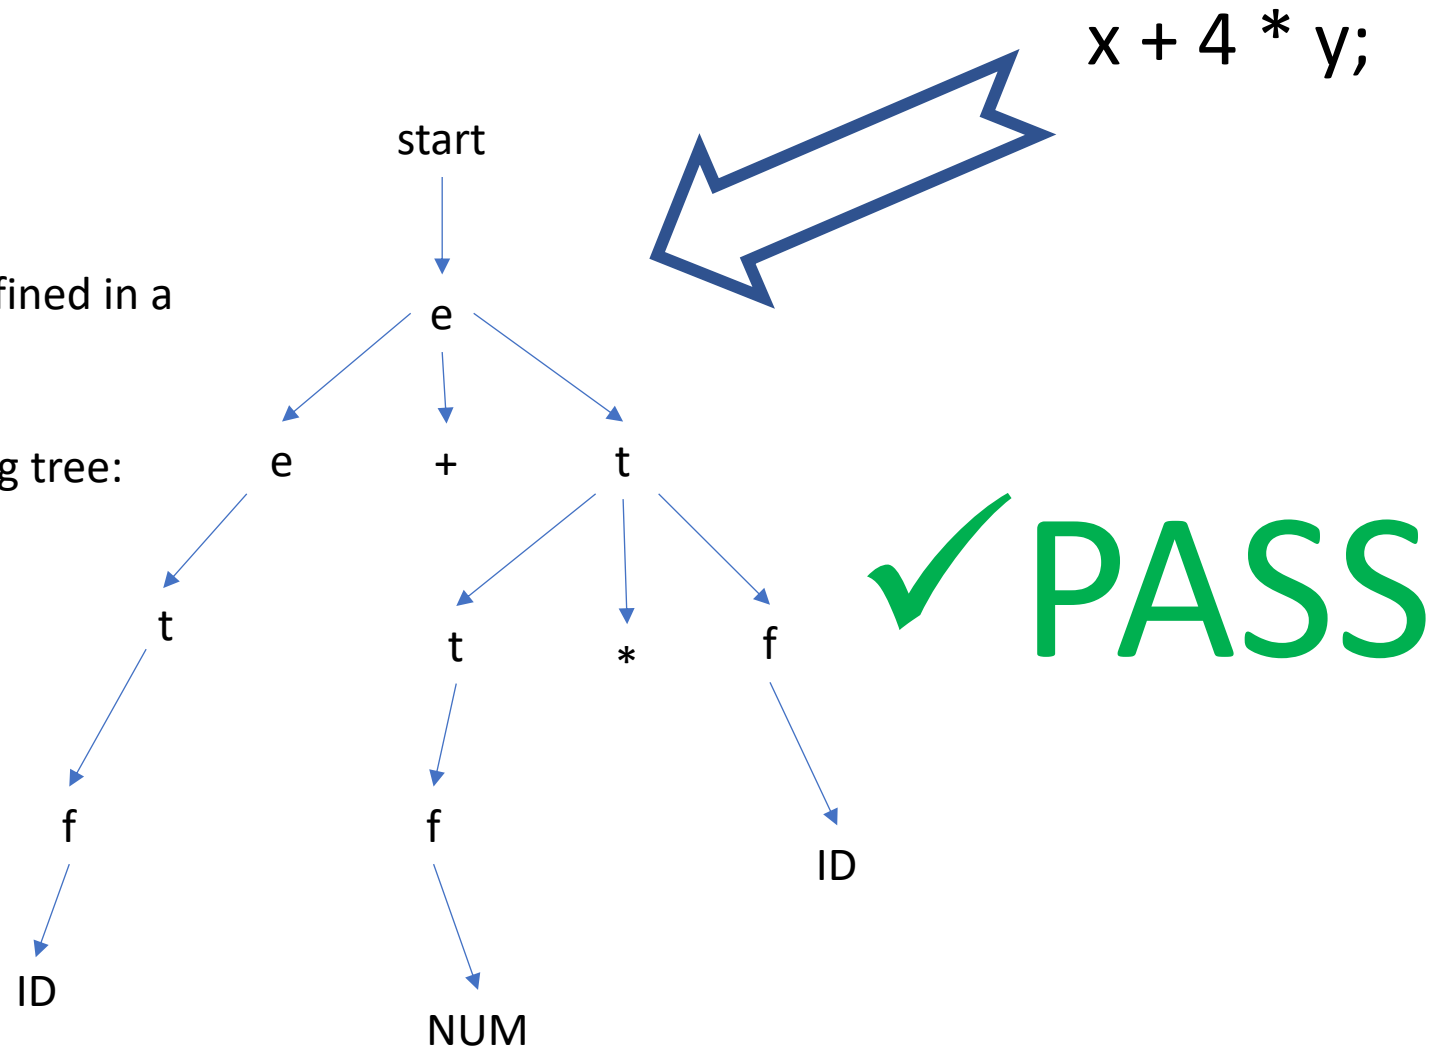 x + 4 * y;
start
fined in a
e
g tree:
e + t
t t * f
PASS
f f
ID
ID
NUM